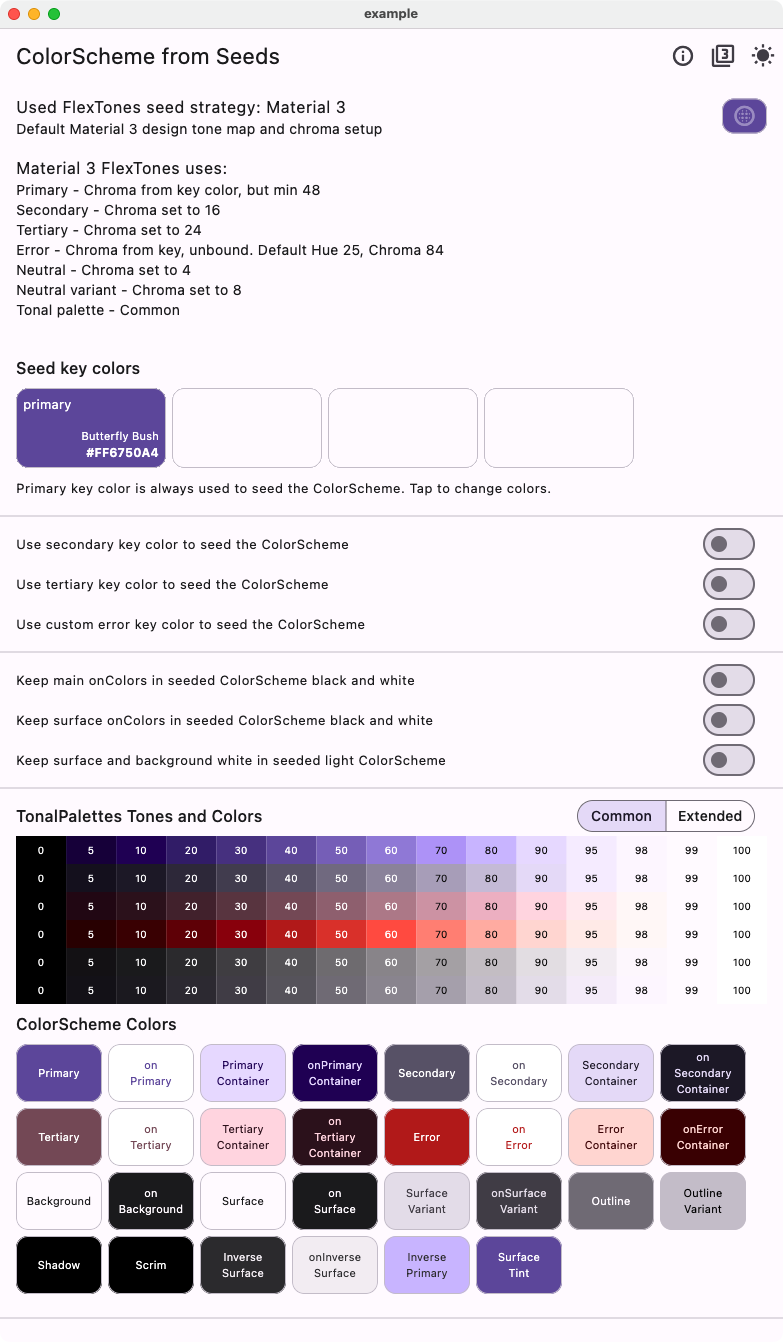 example
ColorScheme from Seeds
3
Used FlexTones seed strategy: Material 3
Default Material 3 design tone map and chroma setup
Material 3 FlexTones uses:
Primary - Chroma from key color, but min 48
Secondary - Chroma set to 16
Tertiary - Chroma set to 24
Error - Chroma from key, unbound. Default Hue 25, Chroma 84
Neutral - Chroma set to 4
Neutral variant - Chroma set to 8
Tonal palette - Common
Seed key colors
primary
Butterfly Bush
#FF6750A4
Primary key color is always used to seed the ColorScheme. Tap to change colors.
Use secondary key color to seed the ColorScheme
Use tertiary key color to seed the ColorScheme
Use custom error key color to seed the ColorScheme
Keep main onColors in seeded ColorScheme black and white
Keep surface onColors in seeded ColorScheme black and white
Keep surface and background white in seeded light ColorScheme
TonalPalettes Tones and Colors
Common Extended
0 5 10 20 30 40 50 60 70 80 90 95 98 99 100
0 5 10 20 30 40 50 60 70 80 90 95 98 99 100
0 5 10 20 30 40 50 60 70 80 90 95 98 99 100
0 5 10 20 30 40 50 60 70 80 90 95 98 99 100
0 5 10 20 30 40 50 60 70 80 90 95 98 99 100
0 5 10 20 30 40 50 60 70 80 90 95 98 99 100
ColorScheme Colors
Primary
on
Primary
Primary
Container
onPrimary
Container
Secondary
on
Secondary
Secondary
Container
on
Secondary
Container
Tertiary
on
Tertiary
Tertiary
Container
on
Tertiary
Container
Error
on
Error
Error
Container
onError
Container
Background
on
Background
Surface
on
Surface
Surface
Variant
onSurface
Variant
Outline
Outline
Variant
Shadow
Scrim
Inverse
Surface
onInverse
Surface
Inverse
Primary
Surface
Tint